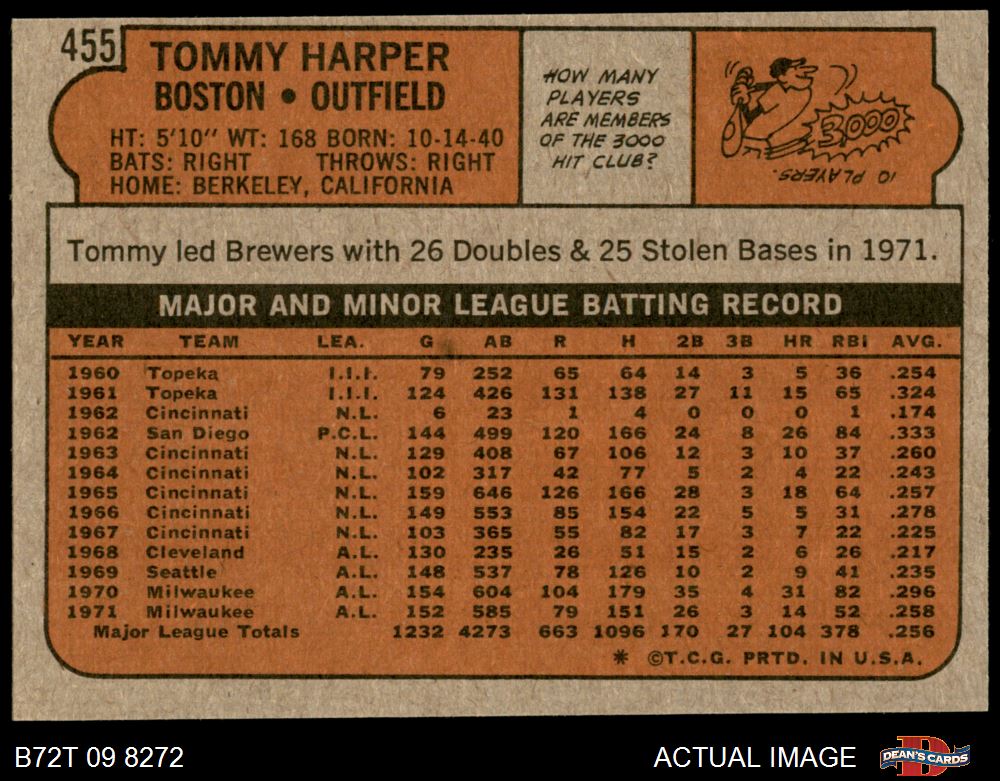 455
TOMMY HARPER
BOSTON • OUTFIELD
HT: 5'10" WT: 168 BORN: 10-14-40
BATS: RIGHT THROWS: RIGHT
HOME: BERKELEY, CALIFORNIA
HOW MANY
PLAYERS
ARE MEMBERS
OF THE 3000
HIT CLUB?
3,000
10 PLAYERS.
Tommy led Brewers with 26 Doubles & 25 Stolen Bases in 1971.
MAJOR AND MINOR LEAGUE BATTING RECORD
YEAR TEAM LEA. G AB R H 2B 3B HR RBI AVG.
1960 Topeka I.I.I. 79 252 65 64 14 3 5 36 .254
1961 Topeka I.I.I. 124 426 131 138 27 11 15 65 .324
1962 Cincinnati N.L. 6 23 1 4 0 0 0 1 .174
1962 San Diego P.C.L. 144 499 120 166 24 8 26 84 .333
1963 Cincinnati N.L. 129 408 67 106 12 3 10 37 .260
1964 Cincinnati N.L. 102 317 42 77 5 2 4 22 .243
1965 Cincinnati N.L. 159 646 126 166 28 3 18 64 .257
1966 Cincinnati N.L. 149 553 85 154 22 5 5 31 .278
1967 Cincinnati N.L. 103 365 55 82 17 3 7 22 .225
1968 Cleveland A.L. 130 235 26 51 15 2 6 26 .217
1969 Seattle A.L. 148 537 78 126 10 2 9 41 .235
1970 Milwaukee A.L. 154 604 104 179 35 4 31 82 .296
1971 Milwaukee A.L. 152 585 79 151 26 3 14 52 .258
Major League Totals 1232 4273 663 1096 170 27 104 378 .256
* ©T.C.G. PRTD. IN U.S.A.
B72T 09 8272 ACTUAL IMAGE DEAN'S CARDS